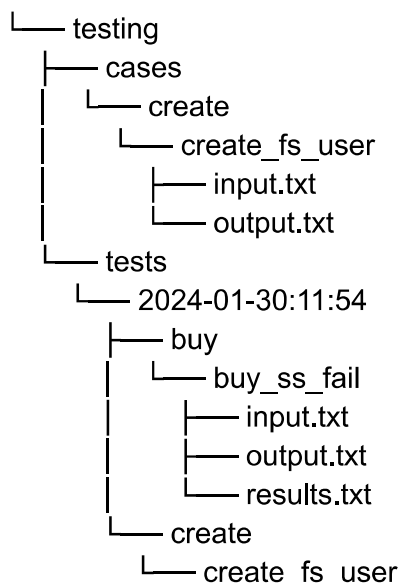 └── testing
├── cases
│ └── create
│ └── create_fs_user
│ ├── input.txt
│ └── output.txt
└── tests
└── 2024-01-30:11:54
├── buy
│ └── buy_ss_fail
│ ├── input.txt
│ ├── output.txt
│ └── results.txt
└── create
└── create_fs_user